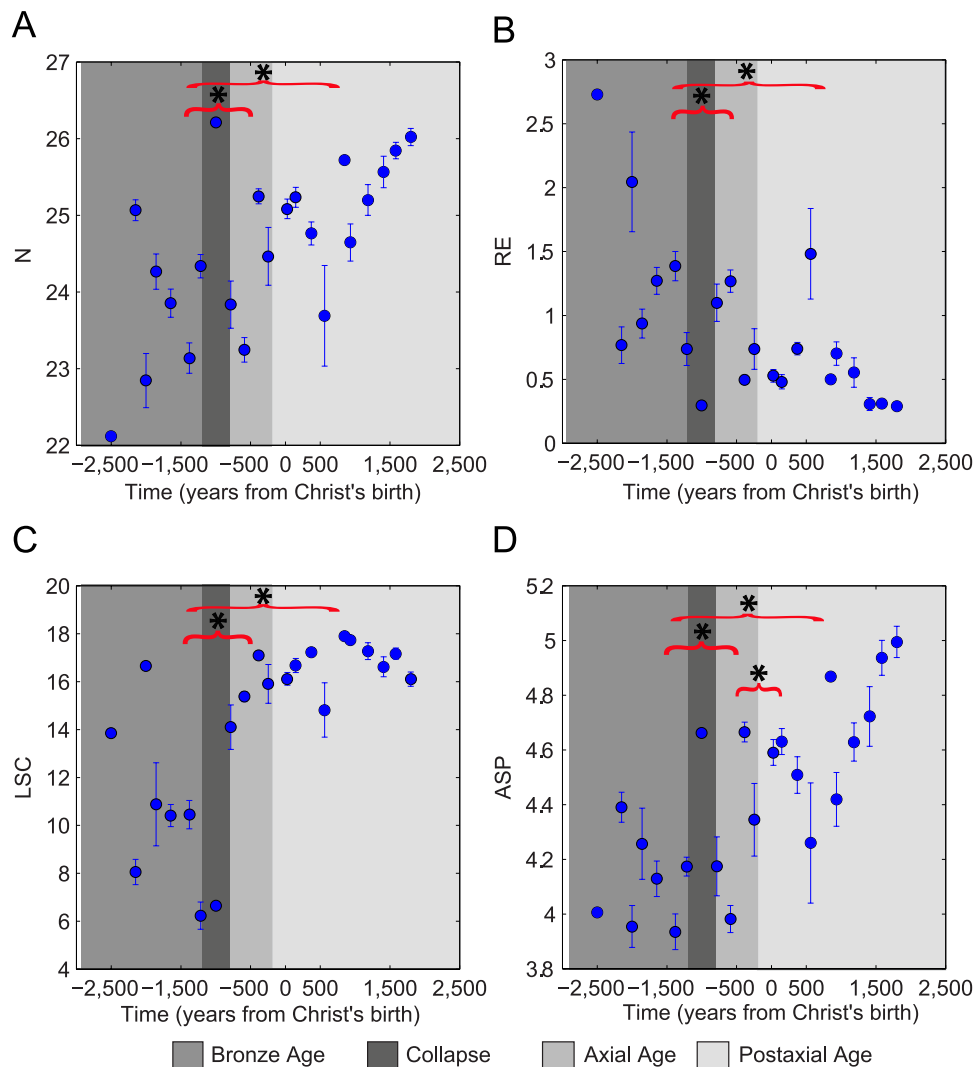 A
N
27
26
25
24
23
22
*
*
−2,500 −1,500 −500 0 500 1,500 2,500
Time (years from Christ's birth)
B
RE
3
2.5
2
1.5
1
0.5
0
*
*
−2,500 −1,500 −500 0 500 1,500 2,500
Time (years from Christ's birth)
C
LSC
20
18
16
14
12
10
8
6
4
*
*
−2,500 −1,500 −500 0 500 1,500 2,500
Time (years from Christ's birth)
D
ASP
5.2
5
4.8
4.6
4.4
4.2
4
3.8
*
*
*
−2,500 −1,500 −500 0 500 1,500 2,500
Time (years from Christ's birth)
Bronze Age Collapse Axial Age Postaxial Age